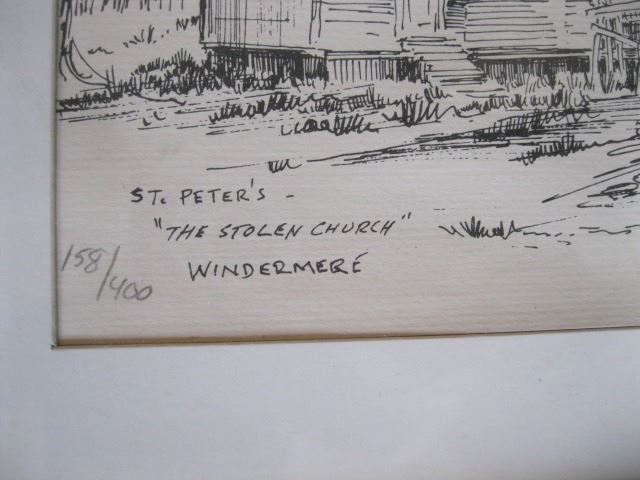 ST. PETER'S -
"THE STOLEN CHURCH"
WINDERMERÉ
158/400